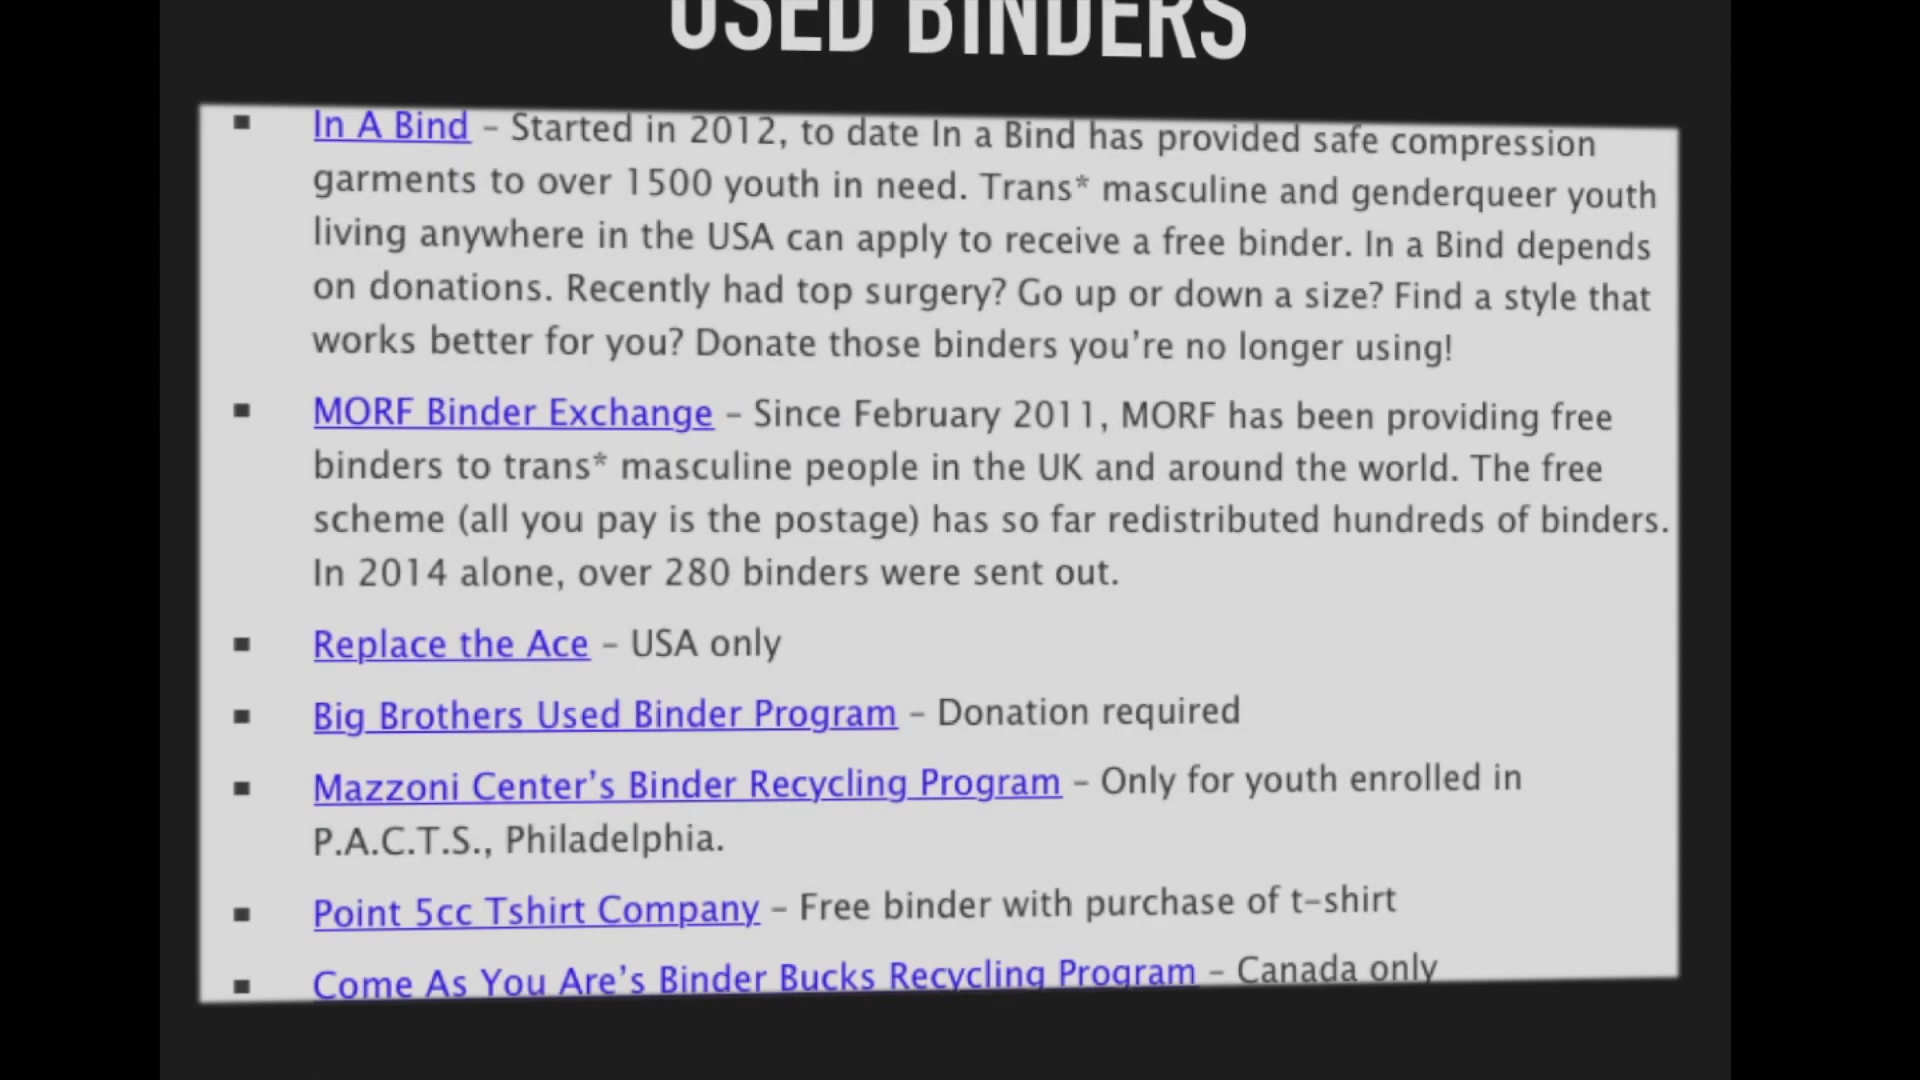 USED BINDERS
▪ In A Bind – Started in 2012, to date In a Bind has provided safe compression
garments to over 1500 youth in need. Trans* masculine and genderqueer youth
living anywhere in the USA can apply to receive a free binder. In a Bind depends
on donations. Recently had top surgery? Go up or down a size? Find a style that
works better for you? Donate those binders you’re no longer using!
▪ MORF Binder Exchange – Since February 2011, MORF has been providing free
binders to trans* masculine people in the UK and around the world. The free
scheme (all you pay is the postage) has so far redistributed hundreds of binders.
In 2014 alone, over 280 binders were sent out.
▪ Replace the Ace – USA only
▪ Big Brothers Used Binder Program – Donation required
▪ Mazzoni Center’s Binder Recycling Program – Only for youth enrolled in
P.A.C.T.S., Philadelphia.
▪ Point 5cc Tshirt Company – Free binder with purchase of t-shirt
▪ Come As You Are’s Binder Bucks Recycling Program – Canada only